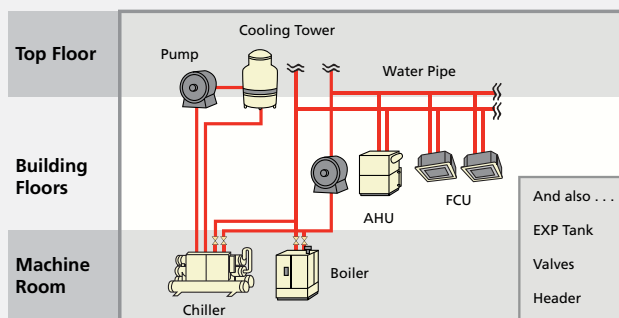 Top Floor
Cooling Tower
Pump
Water Pipe
Building
Floors
AHU
FCU
And also . . .
EXP Tank
Valves
Header
Machine
Room
Boiler
Chiller